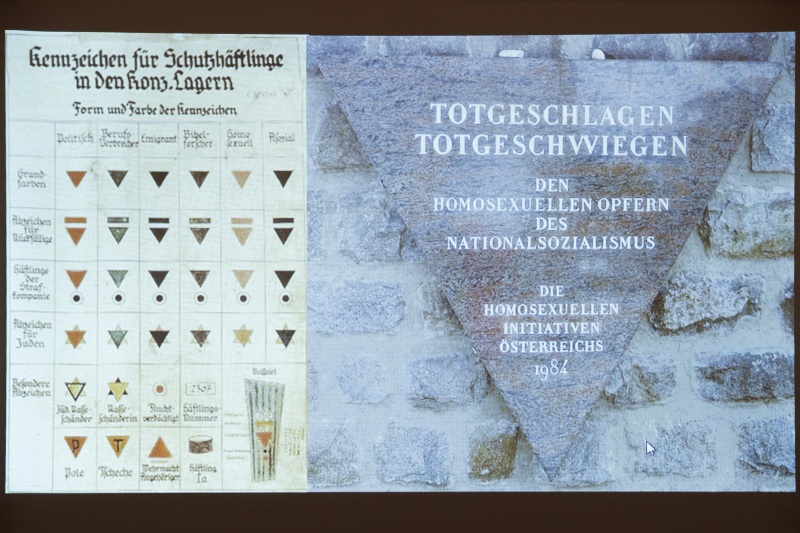 Kennzeichen für Schutzhäftlinge
in den Konz.Lagern
Form und Farbe der Kennzeichen
Politisch Berufs- Emigrant Bibel- Homo- Asozial
Verbrecher forscher sexuell
Grund-
farben
Abzeichen
für
Rückfällige
Häftlinge
der
Straf-
kompanie
Abzeichen
für
Juden
Besondere
Abzeichen
Jüd. Rasse- Rasse- Flucht- Häftlings-
schänder schänderin verdächtigt Nummer
2307
Beispiel
P T
Pole Tscheche Wehrmacht Häftling
Angehöriger Ia
TOTGESCHLAGEN
TOTGESCHWIEGEN
DEN
HOMOSEXUELLEN OPFERN
DES
NATIONALSOZIALISMUS
DIE
HOMOSEXUELLEN
INITIATIVEN
ÖSTERREICHS
1984